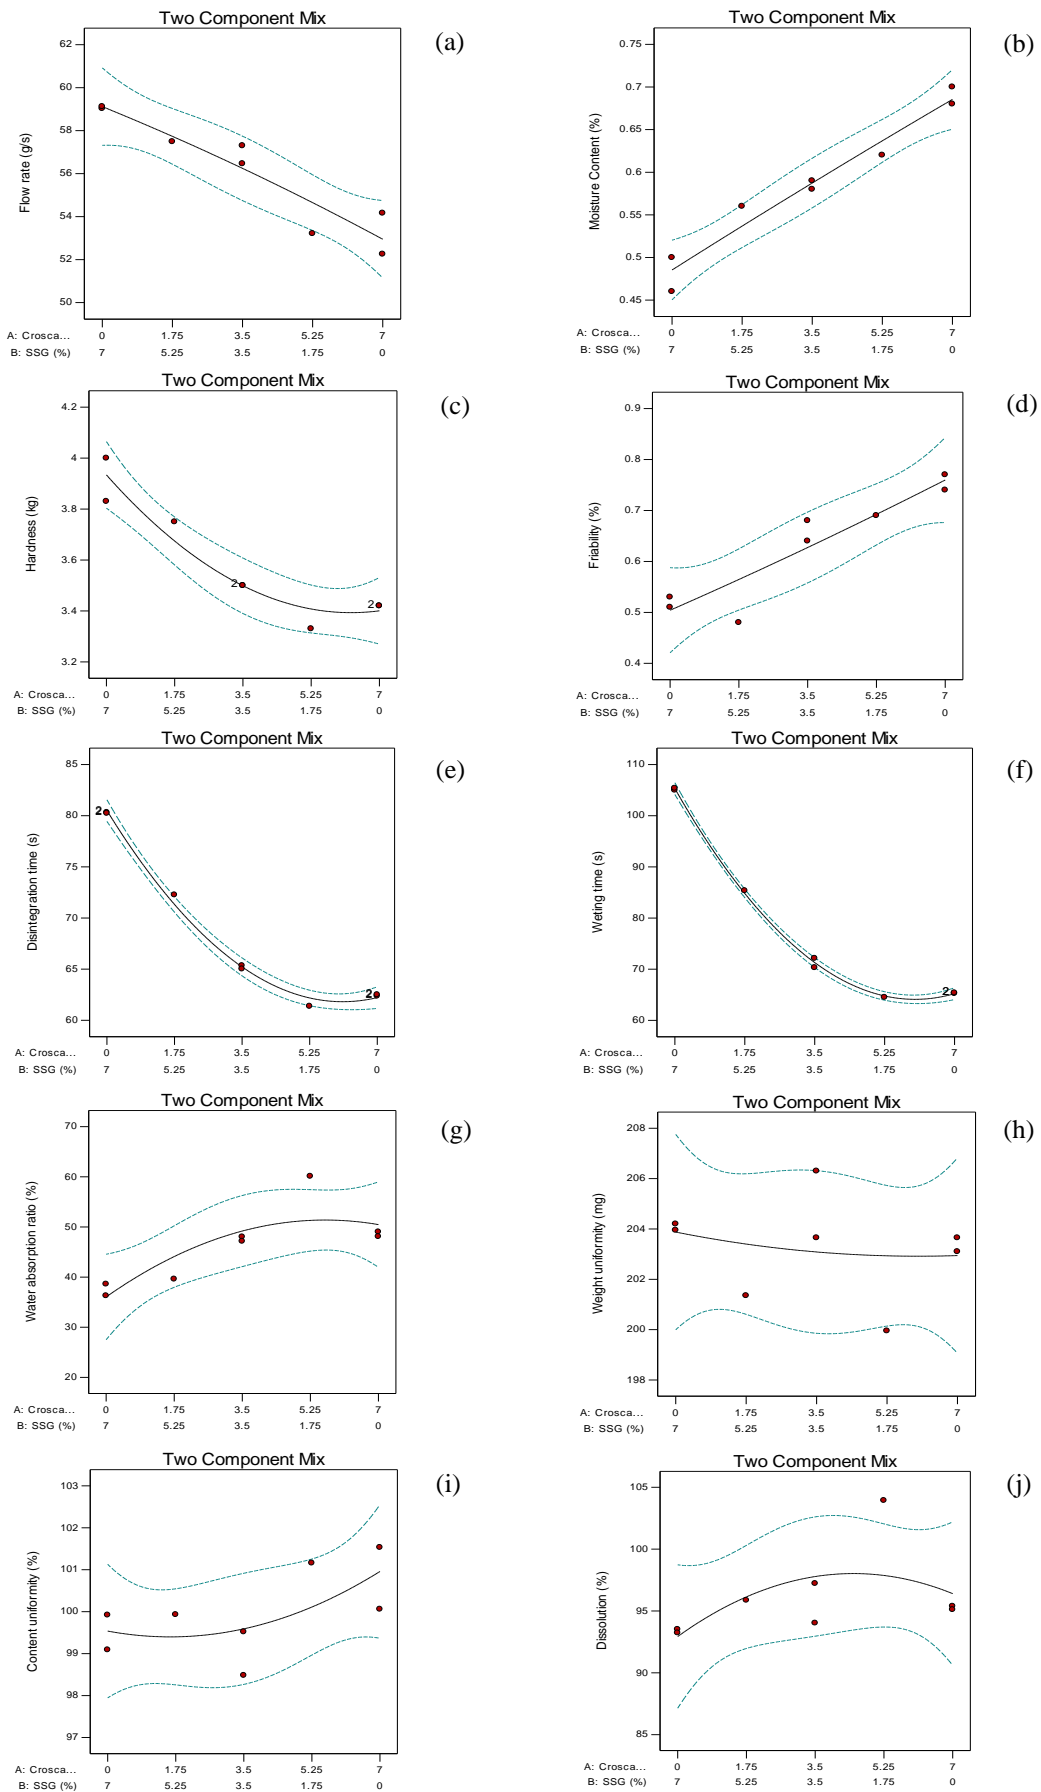 Two Component Mix
(a)
Flow rate (g/s)
62
60
58
56
54
52
50
A: Crosca... 0 1.75 3.5 5.25 7
B: SSG (%) 7 5.25 3.5 1.75 0
(b)
Moisture Content (%)
0.75
0.7
0.65
0.6
0.55
0.5
0.45
A: Crosca... 0 1.75 3.5 5.25 7
B: SSG (%) 7 5.25 3.5 1.75 0
Two Component Mix
(c)
Hardness (kg)
4.2
4
3.8
3.6
3.4
3.2
2
2
A: Crosca... 0 1.75 3.5 5.25 7
B: SSG (%) 7 5.25 3.5 1.75 0
Two Component Mix
(d)
Friability (%)
0.9
0.8
0.7
0.6
0.5
0.4
A: Crosca... 0 1.75 3.5 5.25 7
B: SSG (%) 7 5.25 3.5 1.75 0
Two Component Mix
(e)
Disintegration time (s)
85
80
75
70
65
60
2
2
A: Crosca... 0 1.75 3.5 5.25 7
B: SSG (%) 7 5.25 3.5 1.75 0
Two Component Mix
(f)
Weting time (s)
110
100
90
80
70
60
2
A: Crosca... 0 1.75 3.5 5.25 7
B: SSG (%) 7 5.25 3.5 1.75 0
Two Component Mix
(g)
Water absorption ratio (%)
70
60
50
40
30
20
A: Crosca... 0 1.75 3.5 5.25 7
B: SSG (%) 7 5.25 3.5 1.75 0
Two Component Mix
(h)
Weight uniformity (mg)
208
206
204
202
200
198
A: Crosca... 0 1.75 3.5 5.25 7
B: SSG (%) 7 5.25 3.5 1.75 0
Two Component Mix
(i)
Content uniformity (%)
103
102
101
100
99
98
97
A: Crosca... 0 1.75 3.5 5.25 7
B: SSG (%) 7 5.25 3.5 1.75 0
Two Component Mix
(j)
Dissolution (%)
105
100
95
90
85
A: Crosca... 0 1.75 3.5 5.25 7
B: SSG (%) 7 5.25 3.5 1.75 0